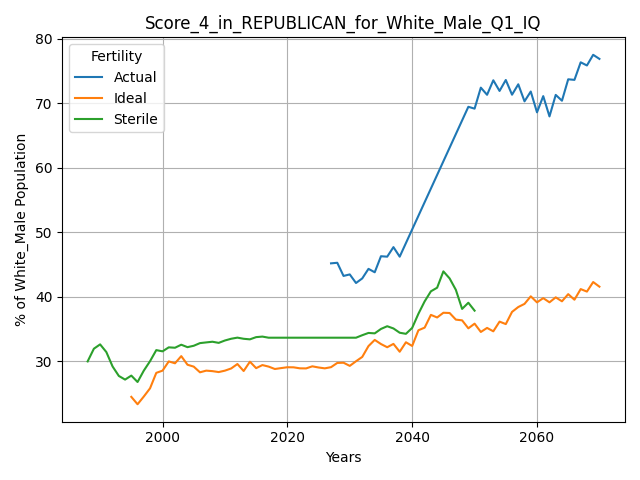 Score_4_in_REPUBLICAN_for_White_Male_Q1_IQ
Fertility
Actual
Ideal
Sterile
% of White_Male Population
80
70
60
50
40
30
2000
2020
2040
2060
Years